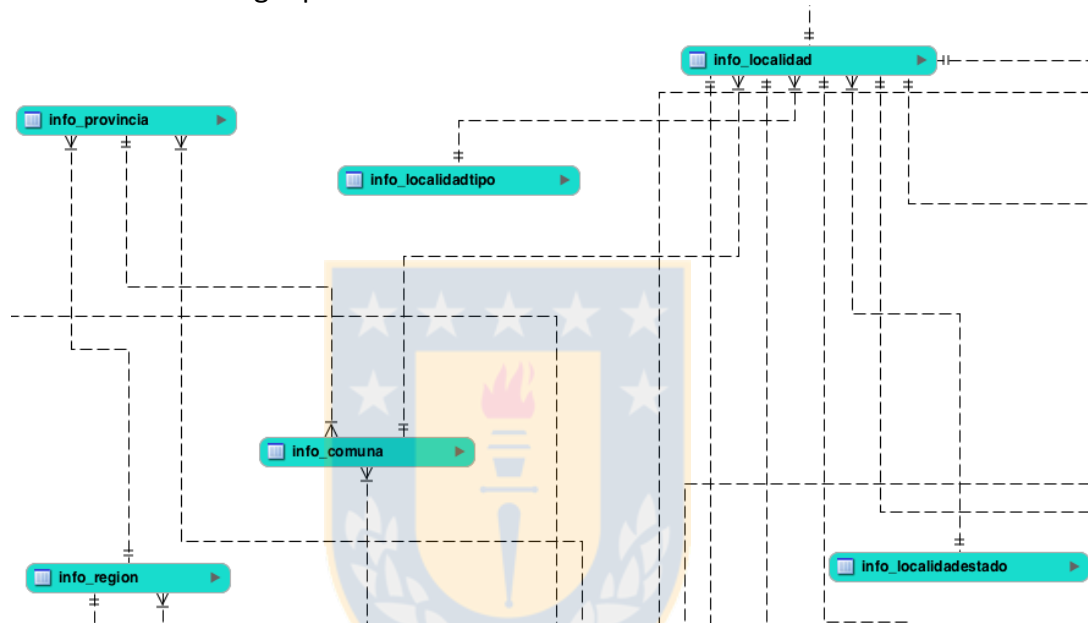 info_localidad
info_provincia
info_localidadtipo
info_comuna
info_region
info_localidadestado